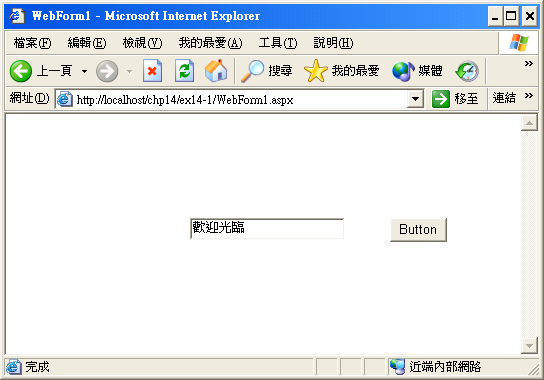 WebForm1 - Microsoft Internet Explorer
檔案(F) 編輯(E) 檢視(V) 我的最愛(A) 工具(T) 說明(H)
上一頁 搜尋 我的最愛 媒體 »
網址(D) http://localhost/chp14/ex14-1/WebForm1.aspx 移至 連結 »
歡迎光臨 Button
完成 近端內部網路